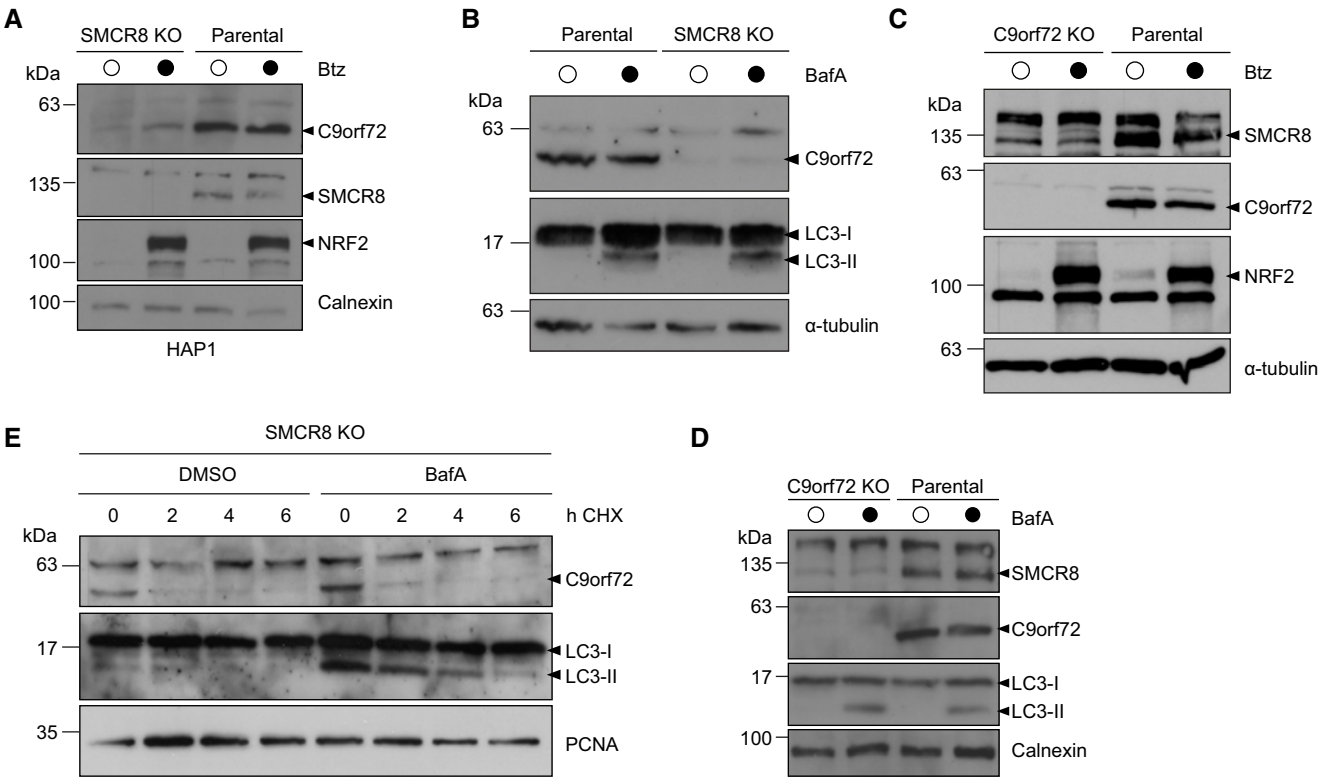 A
SMCR8 KO Parental
kDa
Btz
63
C9orf72
135
SMCR8
NRF2
100
100
Calnexin
HAP1
B
Parental SMCR8 KO
BafA
kDa
63
C9orf72
LC3-I
17
LC3-II
63
α-tubulin
C
C9orf72 KO Parental
Btz
kDa
135
SMCR8
63
C9orf72
NRF2
100
63
α-tubulin
E
SMCR8 KO
DMSO BafA
0 2 4 6 0 2 4 6 h CHX
kDa
63
C9orf72
17
LC3-I
LC3-II
35
PCNA
D
C9orf72 KO Parental
BafA
kDa
135
SMCR8
63
C9orf72
17
LC3-I
LC3-II
100
Calnexin